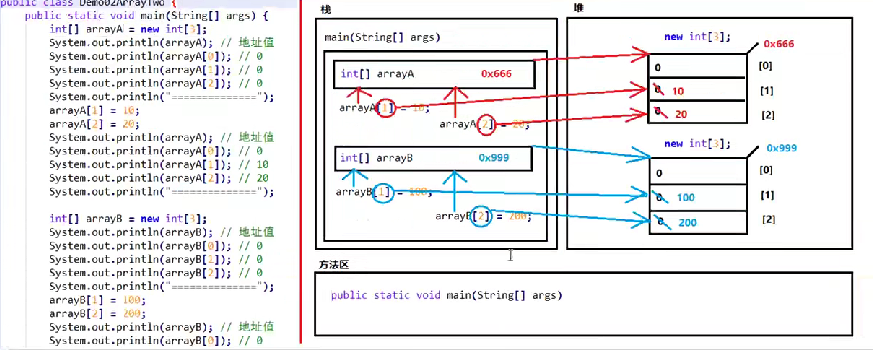 public class Demo02ArrayTwo {
public static void main(String[] args) {
int[] arrayA = new int[3];
System.out.println(arrayA); // 地址值
System.out.println(arrayA[0]); // 0
System.out.println(arrayA[1]); // 0
System.out.println(arrayA[2]); // 0
System.out.println("==============");
arrayA[1] = 10;
arrayA[2] = 20;
System.out.println(arrayA); // 地址值
System.out.println(arrayA[0]); // 0
System.out.println(arrayA[1]); // 10
System.out.println(arrayA[2]); // 20
System.out.println("==============");
int[] arrayB = new int[3];
System.out.println(arrayB); // 地址值
System.out.println(arrayB[0]); // 0
System.out.println(arrayB[1]); // 0
System.out.println(arrayB[2]); // 0
System.out.println("==============");
arrayB[1] = 100;
arrayB[2] = 200;
System.out.println(arrayB); // 地址值
System.out.println(arrayB[0]); // 0
栈
main(String[] args)
int[] arrayA 0x666
arrayA[1] = 10;
arrayA[2] = 20;
int[] arrayB 0x999
arrayB[1] = 100;
arrayB[2] = 200;
堆
new int[3];
0x666
0 [0]
0 10 [1]
0 20 [2]
new int[3];
0x999
0 [0]
0 100 [1]
0 200 [2]
方法区
public static void main(String[] args)